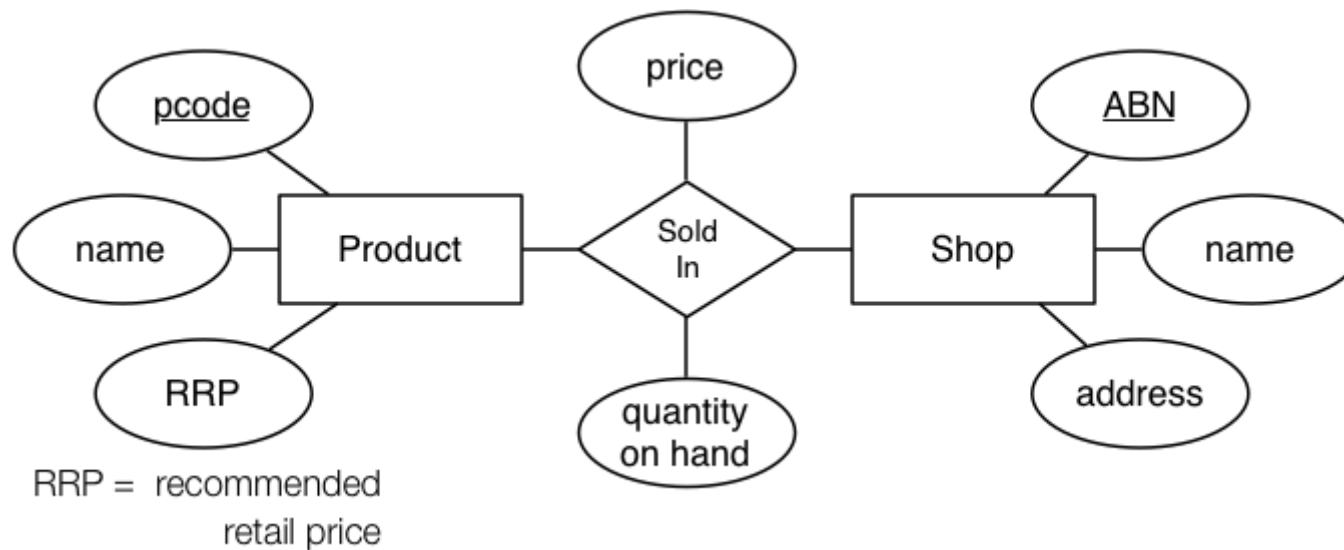 pcode
name
RRP
RRP = recommended
retail price
Product
price
Sold
In
quantity
on hand
Shop
ABN
name
address